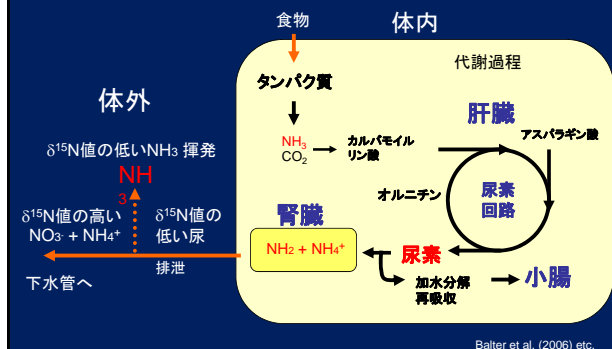 食物
体内
代謝過程
タンパク質
体外
肝臓
アスパラギン酸
NH₃
CO₂
カルバモイル
リン酸
δ¹⁵N値の低いNH₃ 揮発
NH
3
オルニチン
尿素
回路
腎臓
δ¹⁵N値の高い
NO₃⁻ + NH₄⁺
δ¹⁵N値の
低い尿
NH₂ + NH₄⁺
尿素
排泄
下水管へ
加水分解
再吸収
小腸
Balter et al. (2006) etc.